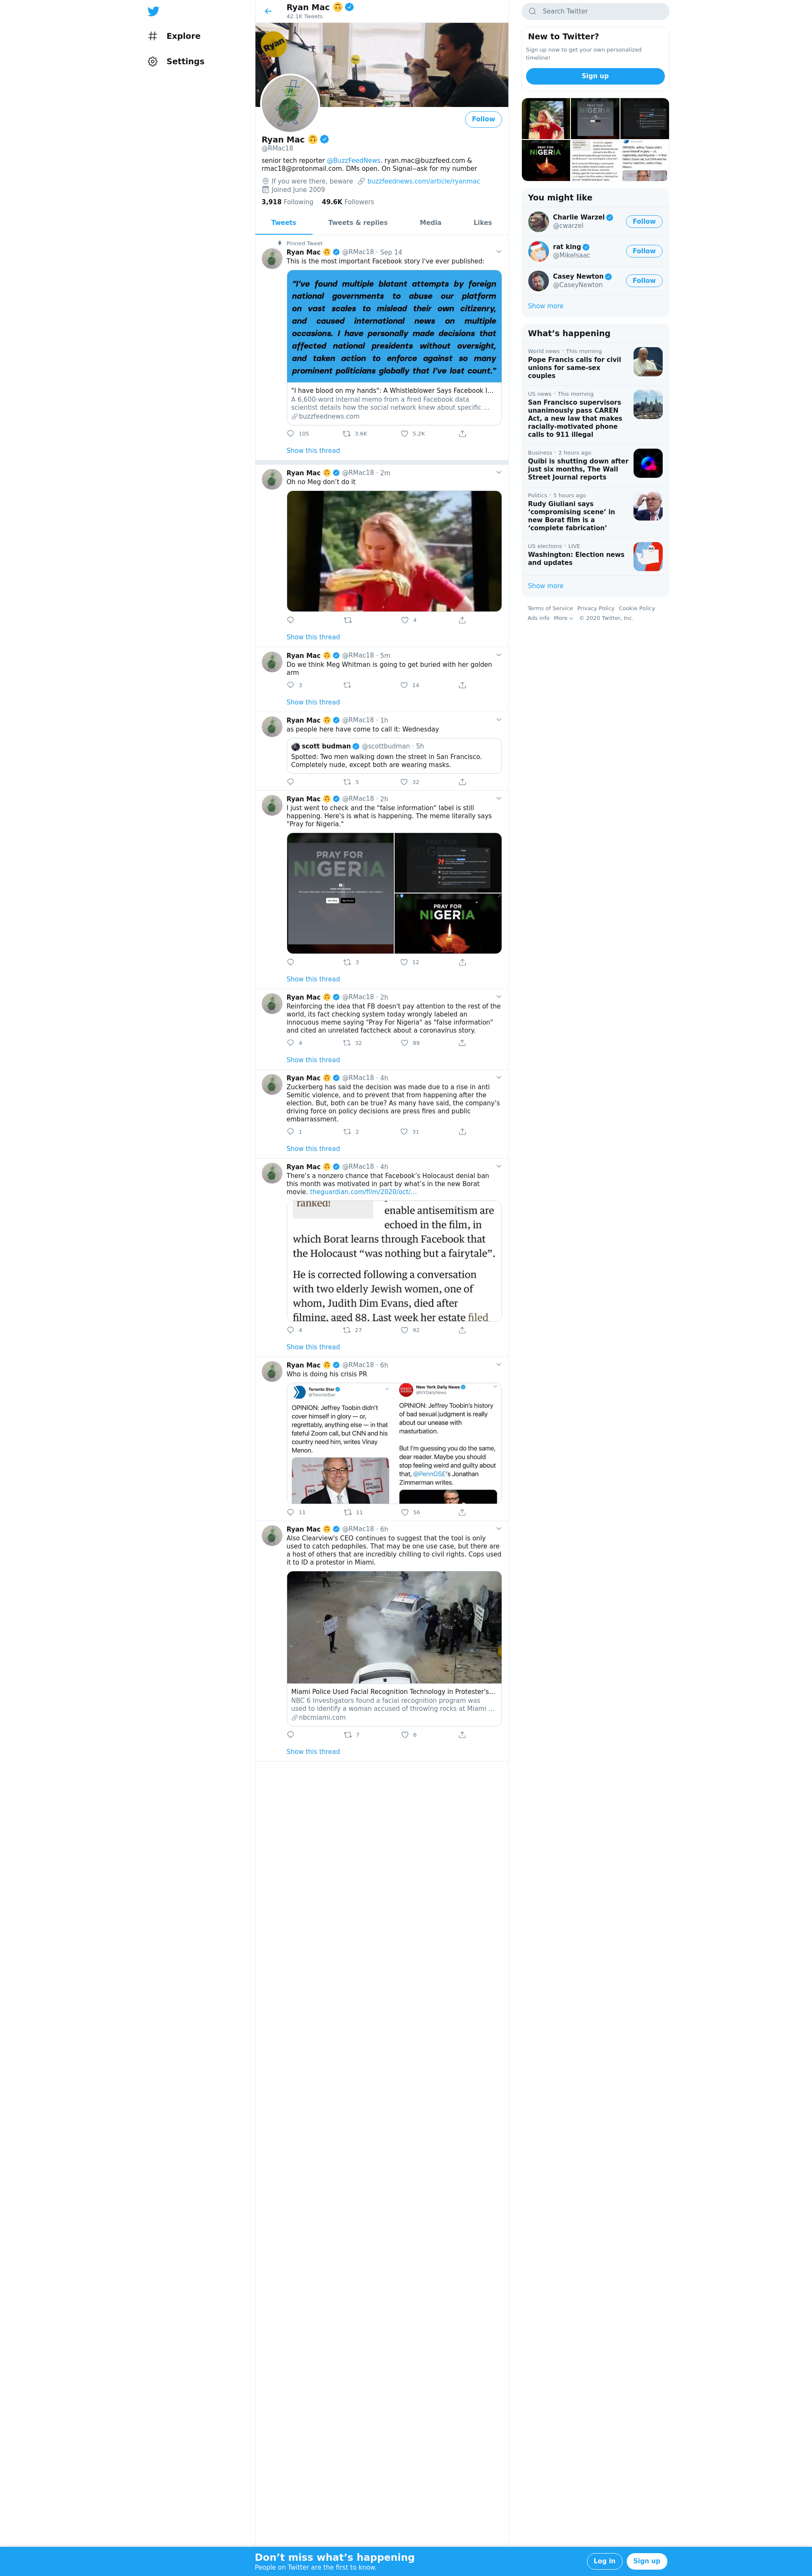 Explore
Settings
Ryan Mac 🙃
42.1K Tweets
Ryan
Follow
Ryan Mac 🙃
@RMac18
senior tech reporter @BuzzFeedNews. ryan.mac@buzzfeed.com &
rmac18@protonmail.com. DMs open. On Signal--ask for my number
If you were there, beware buzzfeednews.com/article/ryanmac
Joined June 2009
3,918 Following 49.6K Followers
Tweets Tweets & replies Media Likes
Pinned Tweet
Ryan Mac 🙃 @RMac18 · Sep 14
This is the most important Facebook story I've ever published:
“I’ve found multiple blatant attempts by foreign
national governments to abuse our platform
on vast scales to mislead their own citizenry,
and caused international news on multiple
occasions. I have personally made decisions that
affected national presidents without oversight,
and taken action to enforce against so many
prominent politicians globally that I’ve lost count.”
"I have blood on my hands": A Whistleblower Says Facebook I...
A 6,600-word internal memo from a fired Facebook data
scientist details how the social network knew about specific ...
buzzfeednews.com
105 3.6K 5.2K
Show this thread
Ryan Mac 🙃 @RMac18 · 2m
Oh no Meg don’t do it
4
Show this thread
Ryan Mac 🙃 @RMac18 · 5m
Do we think Meg Whitman is going to get buried with her golden
arm
3 14
Show this thread
Ryan Mac 🙃 @RMac18 · 1h
as people here have come to call it: Wednesday
scott budman @scottbudman · 5h
Spotted: Two men walking down the street in San Francisco.
Completely nude, except both are wearing masks.
5 32
Ryan Mac 🙃 @RMac18 · 2h
I just went to check and the "false information" label is still
happening. Here's is what is happening. The meme literally says
"Pray for Nigeria."
PRAY FOR
NIGERIA
PRAY FOR
NIGERIA
PRAY FOR
NIGERIA
3 12
Show this thread
Ryan Mac 🙃 @RMac18 · 2h
Reinforcing the idea that FB doesn't pay attention to the rest of the
world, its fact checking system today wrongly labeled an
innocuous meme saying "Pray For Nigeria" as "false information"
and cited an unrelated factcheck about a coronavirus story.
4 32 89
Show this thread
Ryan Mac 🙃 @RMac18 · 4h
Zuckerberg has said the decision was made due to a rise in anti
Semitic violence, and to prevent that from happening after the
election. But, both can be true? As many have said, the company’s
driving force on policy decisions are press fires and public
embarrassment.
1 2 31
Show this thread
Ryan Mac 🙃 @RMac18 · 4h
There’s a nonzero chance that Facebook’s Holocaust denial ban
this month was motivated in part by what’s in the new Borat
movie. theguardian.com/film/2020/oct/...
ranked!
enable antisemitism are
echoed in the film, in
which Borat learns through Facebook that
the Holocaust “was nothing but a fairytale”.
He is corrected following a conversation
with two elderly Jewish women, one of
whom, Judith Dim Evans, died after
filming, aged 88. Last week her estate filed
4 27 92
Show this thread
Ryan Mac 🙃 @RMac18 · 6h
Who is doing his crisis PR
Toronto Star
@TorontoStar
OPINION: Jeffrey Toobin didn’t
cover himself in glory — or,
regrettably, anything else — in that
fateful Zoom call, but CNN and his
country need him, writes Vinay
Menon.
New York Daily News
@NYDailyNews
OPINION: Jeffrey Toobin's history
of bad sexual judgment is really
about our unease with
masturbation.
But I'm guessing you do the same,
dear reader. Maybe you should
stop feeling weird and guilty about
that, @PennGSE's Jonathan
Zimmerman writes.
11 11 56
Ryan Mac 🙃 @RMac18 · 6h
Also Clearview's CEO continues to suggest that the tool is only
used to catch pedophiles. That may be one use case, but there are
a host of others that are incredibly chilling to civil rights. Cops used
it to ID a protestor in Miami.
Miami Police Used Facial Recognition Technology in Protester's...
NBC 6 Investigators found a facial recognition program was
used to identify a woman accused of throwing rocks at Miami ...
nbcmiami.com
7 6
Show this thread
Search Twitter
New to Twitter?
Sign up now to get your own personalized
timeline!
Sign up
PRAY FOR
NIGERIA
PRAY FOR
NIGERIA
PRAY FOR
NIGERIA
You might like
Charlie Warzel
@cwarzel
Follow
rat king
@MikeIsaac
Follow
Casey Newton
@CaseyNewton
Follow
Show more
What’s happening
World news · This morning
Pope Francis calls for civil
unions for same-sex
couples
US news · This morning
San Francisco supervisors
unanimously pass CAREN
Act, a new law that makes
racially-motivated phone
calls to 911 illegal
Business · 2 hours ago
Quibi is shutting down after
just six months, The Wall
Street Journal reports
Politics · 5 hours ago
Rudy Giuliani says
‘compromising scene’ in
new Borat film is a
‘complete fabrication’
US elections · LIVE
Washington: Election news
and updates
Show more
Terms of Service Privacy Policy Cookie Policy
Ads info More © 2020 Twitter, Inc.
Don’t miss what’s happening
People on Twitter are the first to know.
Log in Sign up